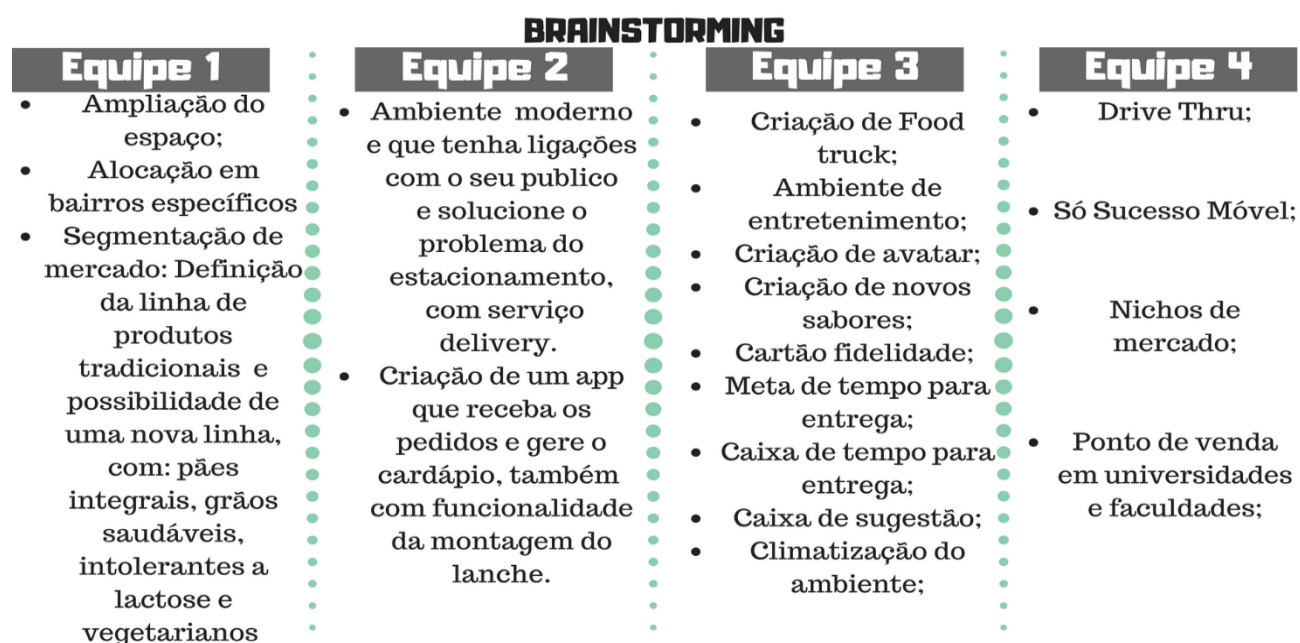 BRAINSTORMING
Equipe 1
• Ampliação do
espaço;
• Alocação em
bairros específicos
• Segmentação de
mercado: Definição
da linha de
produtos
tradicionais e
possibilidade de
uma nova linha,
com: pães
integrais, grãos
saudáveis,
intolerantes a
lactose e
vegetarianos
Equipe 2
• Ambiente moderno
e que tenha ligações
com o seu publico
e solucione o
problema do
estacionamento,
com serviço
delivery.
• Criação de um app
que receba os
pedidos e gere o
cardápio, também
com funcionalidade
da montagem do
lanche.
Equipe 3
• Criação de Food
truck;
• Ambiente de
entretenimento;
• Criação de avatar;
• Criação de novos
sabores;
• Cartão fidelidade;
• Meta de tempo para
entrega;
• Caixa de tempo para
entrega;
• Caixa de sugestão;
• Climatização do
ambiente;
Equipe 4
• Drive Thru;
• Só Sucesso Móvel;
• Nichos de
mercado;
• Ponto de venda
em universidades
e faculdades;